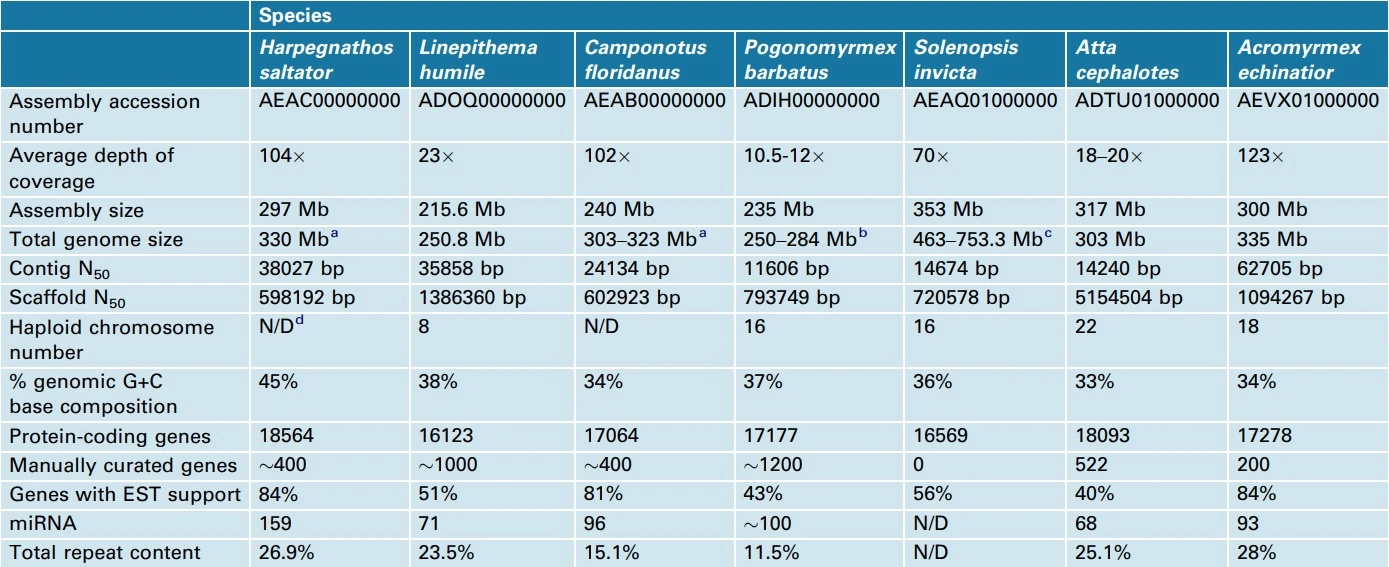 Species
Harpegnathos saltator Linepithema humile Camponotus floridanus Pogonomyrmex barbatus Solenopsis invicta Atta cephalotes Acromyrmex echinatior
Assembly accession number AEAC00000000 ADOQ00000000 AEAB00000000 ADIH00000000 AEAQ01000000 ADTU01000000 AEVX01000000
Average depth of coverage 104× 23× 102× 10.5-12× 70× 18–20× 123×
Assembly size 297 Mb 215.6 Mb 240 Mb 235 Mb 353 Mb 317 Mb 300 Mb
Total genome size 330 Mbᵃ 250.8 Mb 303–323 Mbᵃ 250–284 Mbᵇ 463–753.3 Mbᶜ 303 Mb 335 Mb
Contig N₅₀ 38027 bp 35858 bp 24134 bp 11606 bp 14674 bp 14240 bp 62705 bp
Scaffold N₅₀ 598192 bp 1386360 bp 602923 bp 793749 bp 720578 bp 5154504 bp 1094267 bp
Haploid chromosome number N/Dᵈ 8 N/D 16 16 22 18
% genomic G+C base composition 45% 38% 34% 37% 36% 33% 34%
Protein-coding genes 18564 16123 17064 17177 16569 18093 17278
Manually curated genes ~400 ~1000 ~400 ~1200 0 522 200
Genes with EST support 84% 51% 81% 43% 56% 40% 84%
miRNA 159 71 96 ~100 N/D 68 93
Total repeat content 26.9% 23.5% 15.1% 11.5% N/D 25.1% 28%